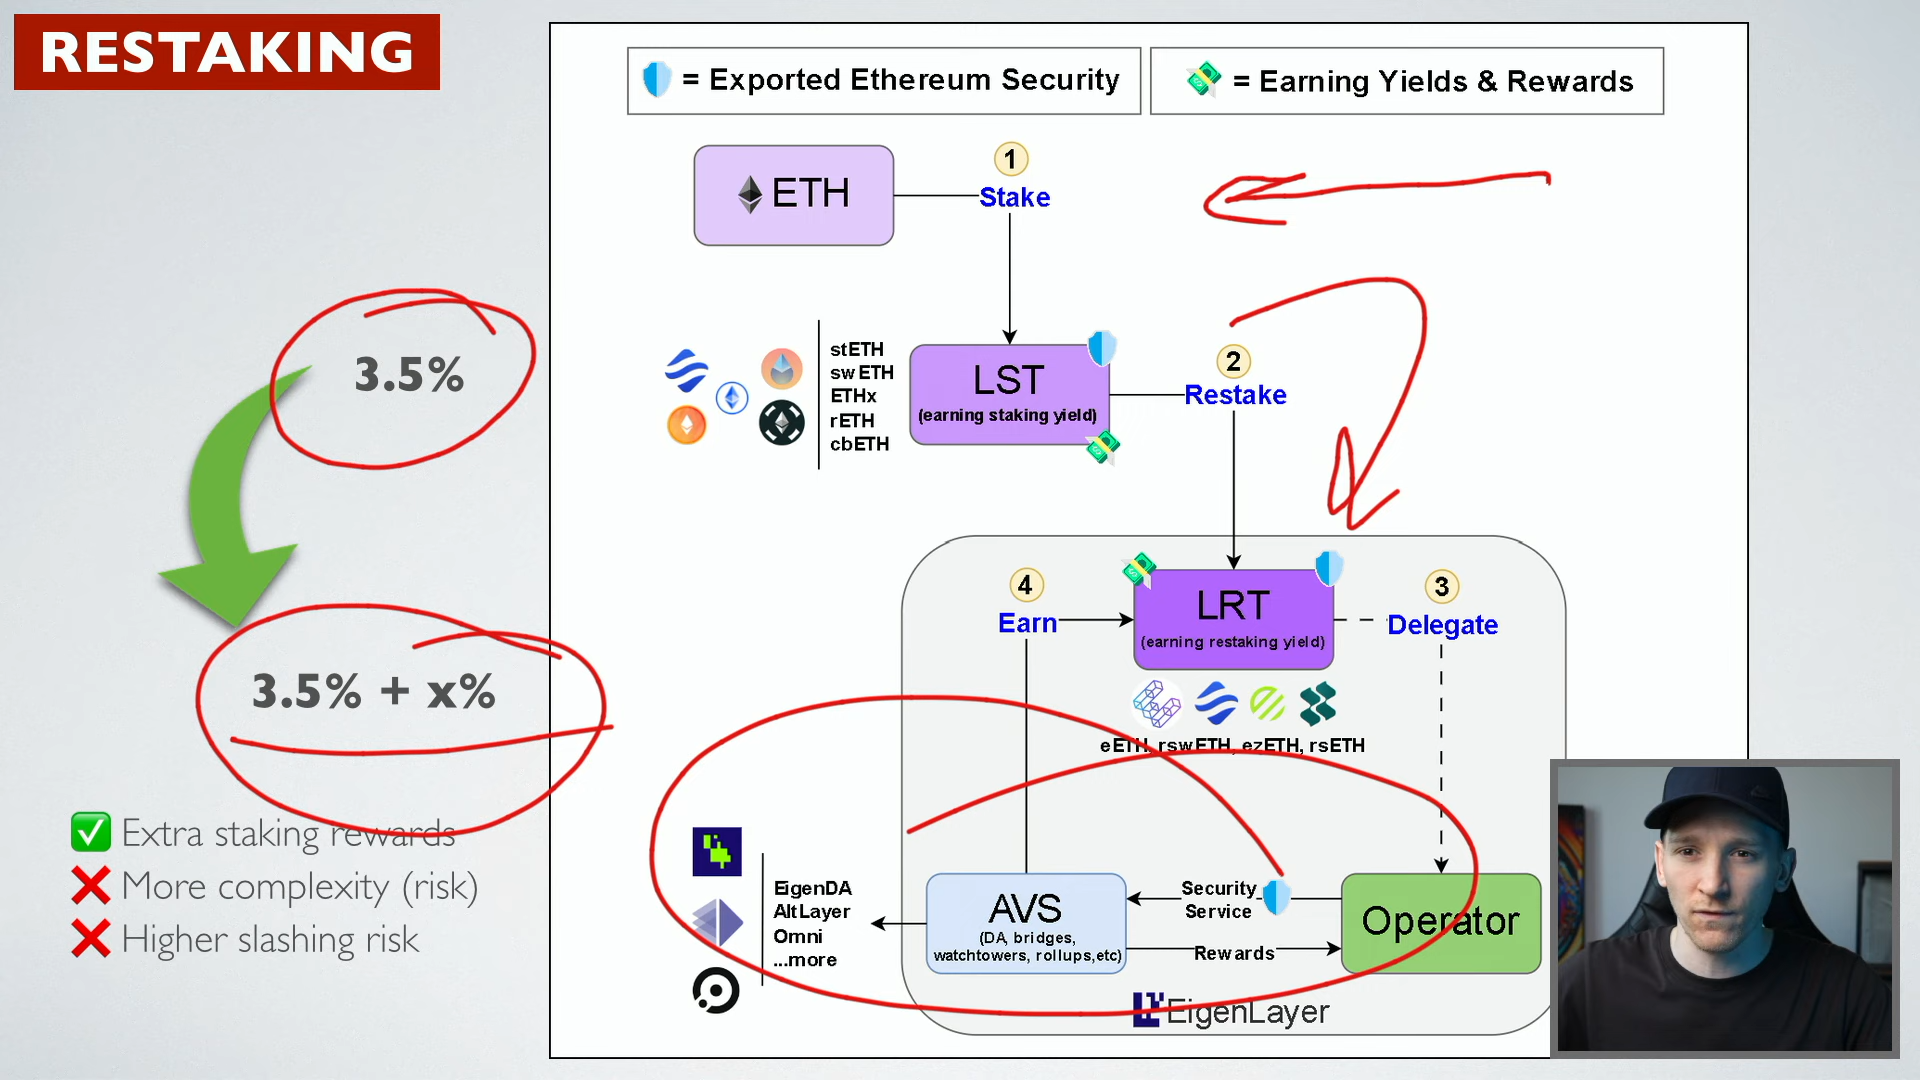 RESTAKING
= Exported Ethereum Security
= Earning Yields & Rewards
ETH
1
Stake
3.5%
stETH
swETH
ETHx
rETH
cbETH
LST
(earning staking yield)
2
Restake
4
Earn
LRT
(earning restaking yield)
3
Delegate
3.5% + x%
eETH, rswETH, ezETH, rsETH
Extra staking rewards
More complexity (risk)
Higher slashing risk
EigenDA
AltLayer
Omni
...more
AVS
(DA, bridges,
watchtowers, rollups,etc)
Security
Service
Rewards
Operator
EigenLayer